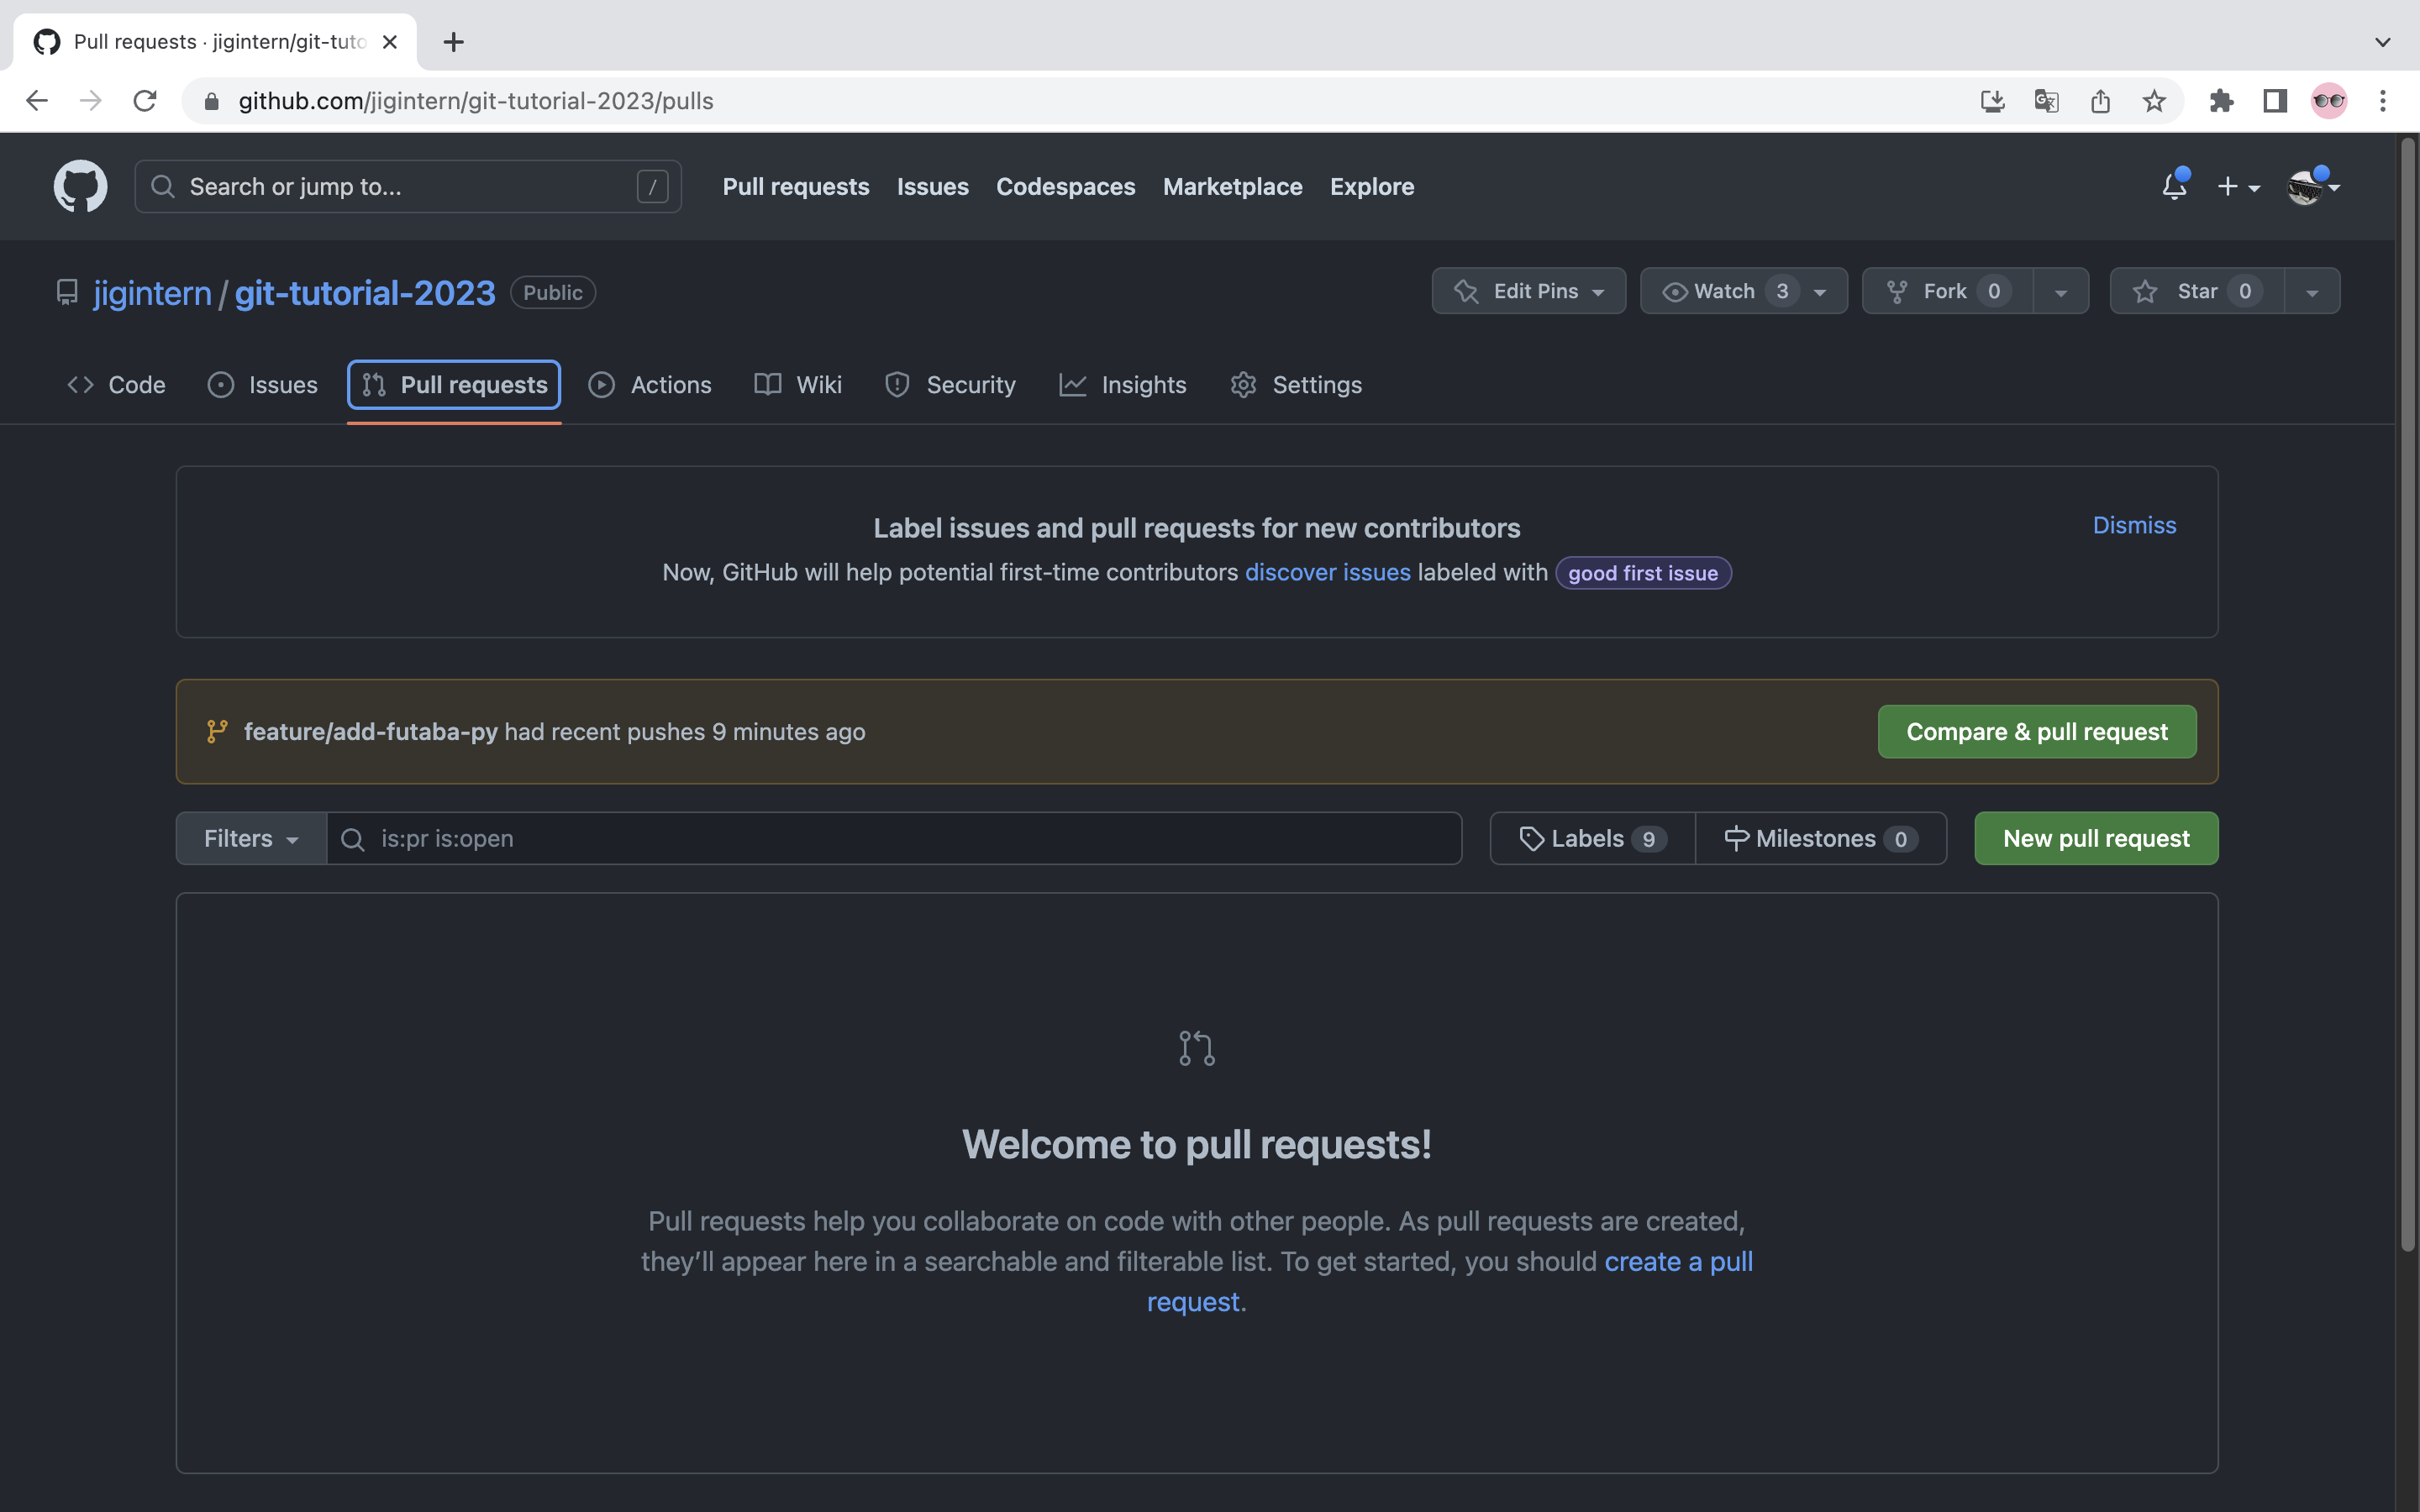 Pull requests · jigintern/git-tuto
github.com/jigintern/git-tutorial-2023/pulls
Search or jump to... /
Pull requests Issues Codespaces Marketplace Explore
jigintern / git-tutorial-2023 Public
Edit Pins Watch 3 Fork 0 Star 0
Code Issues Pull requests Actions Wiki Security Insights Settings
Label issues and pull requests for new contributors
Dismiss
Now, GitHub will help potential first-time contributors discover issues labeled with good first issue
feature/add-futaba-py had recent pushes 9 minutes ago
Compare & pull request
Filters is:pr is:open
Labels 9 Milestones 0
New pull request
Welcome to pull requests!
Pull requests help you collaborate on code with other people. As pull requests are created,
they’ll appear here in a searchable and filterable list. To get started, you should create a pull
request.